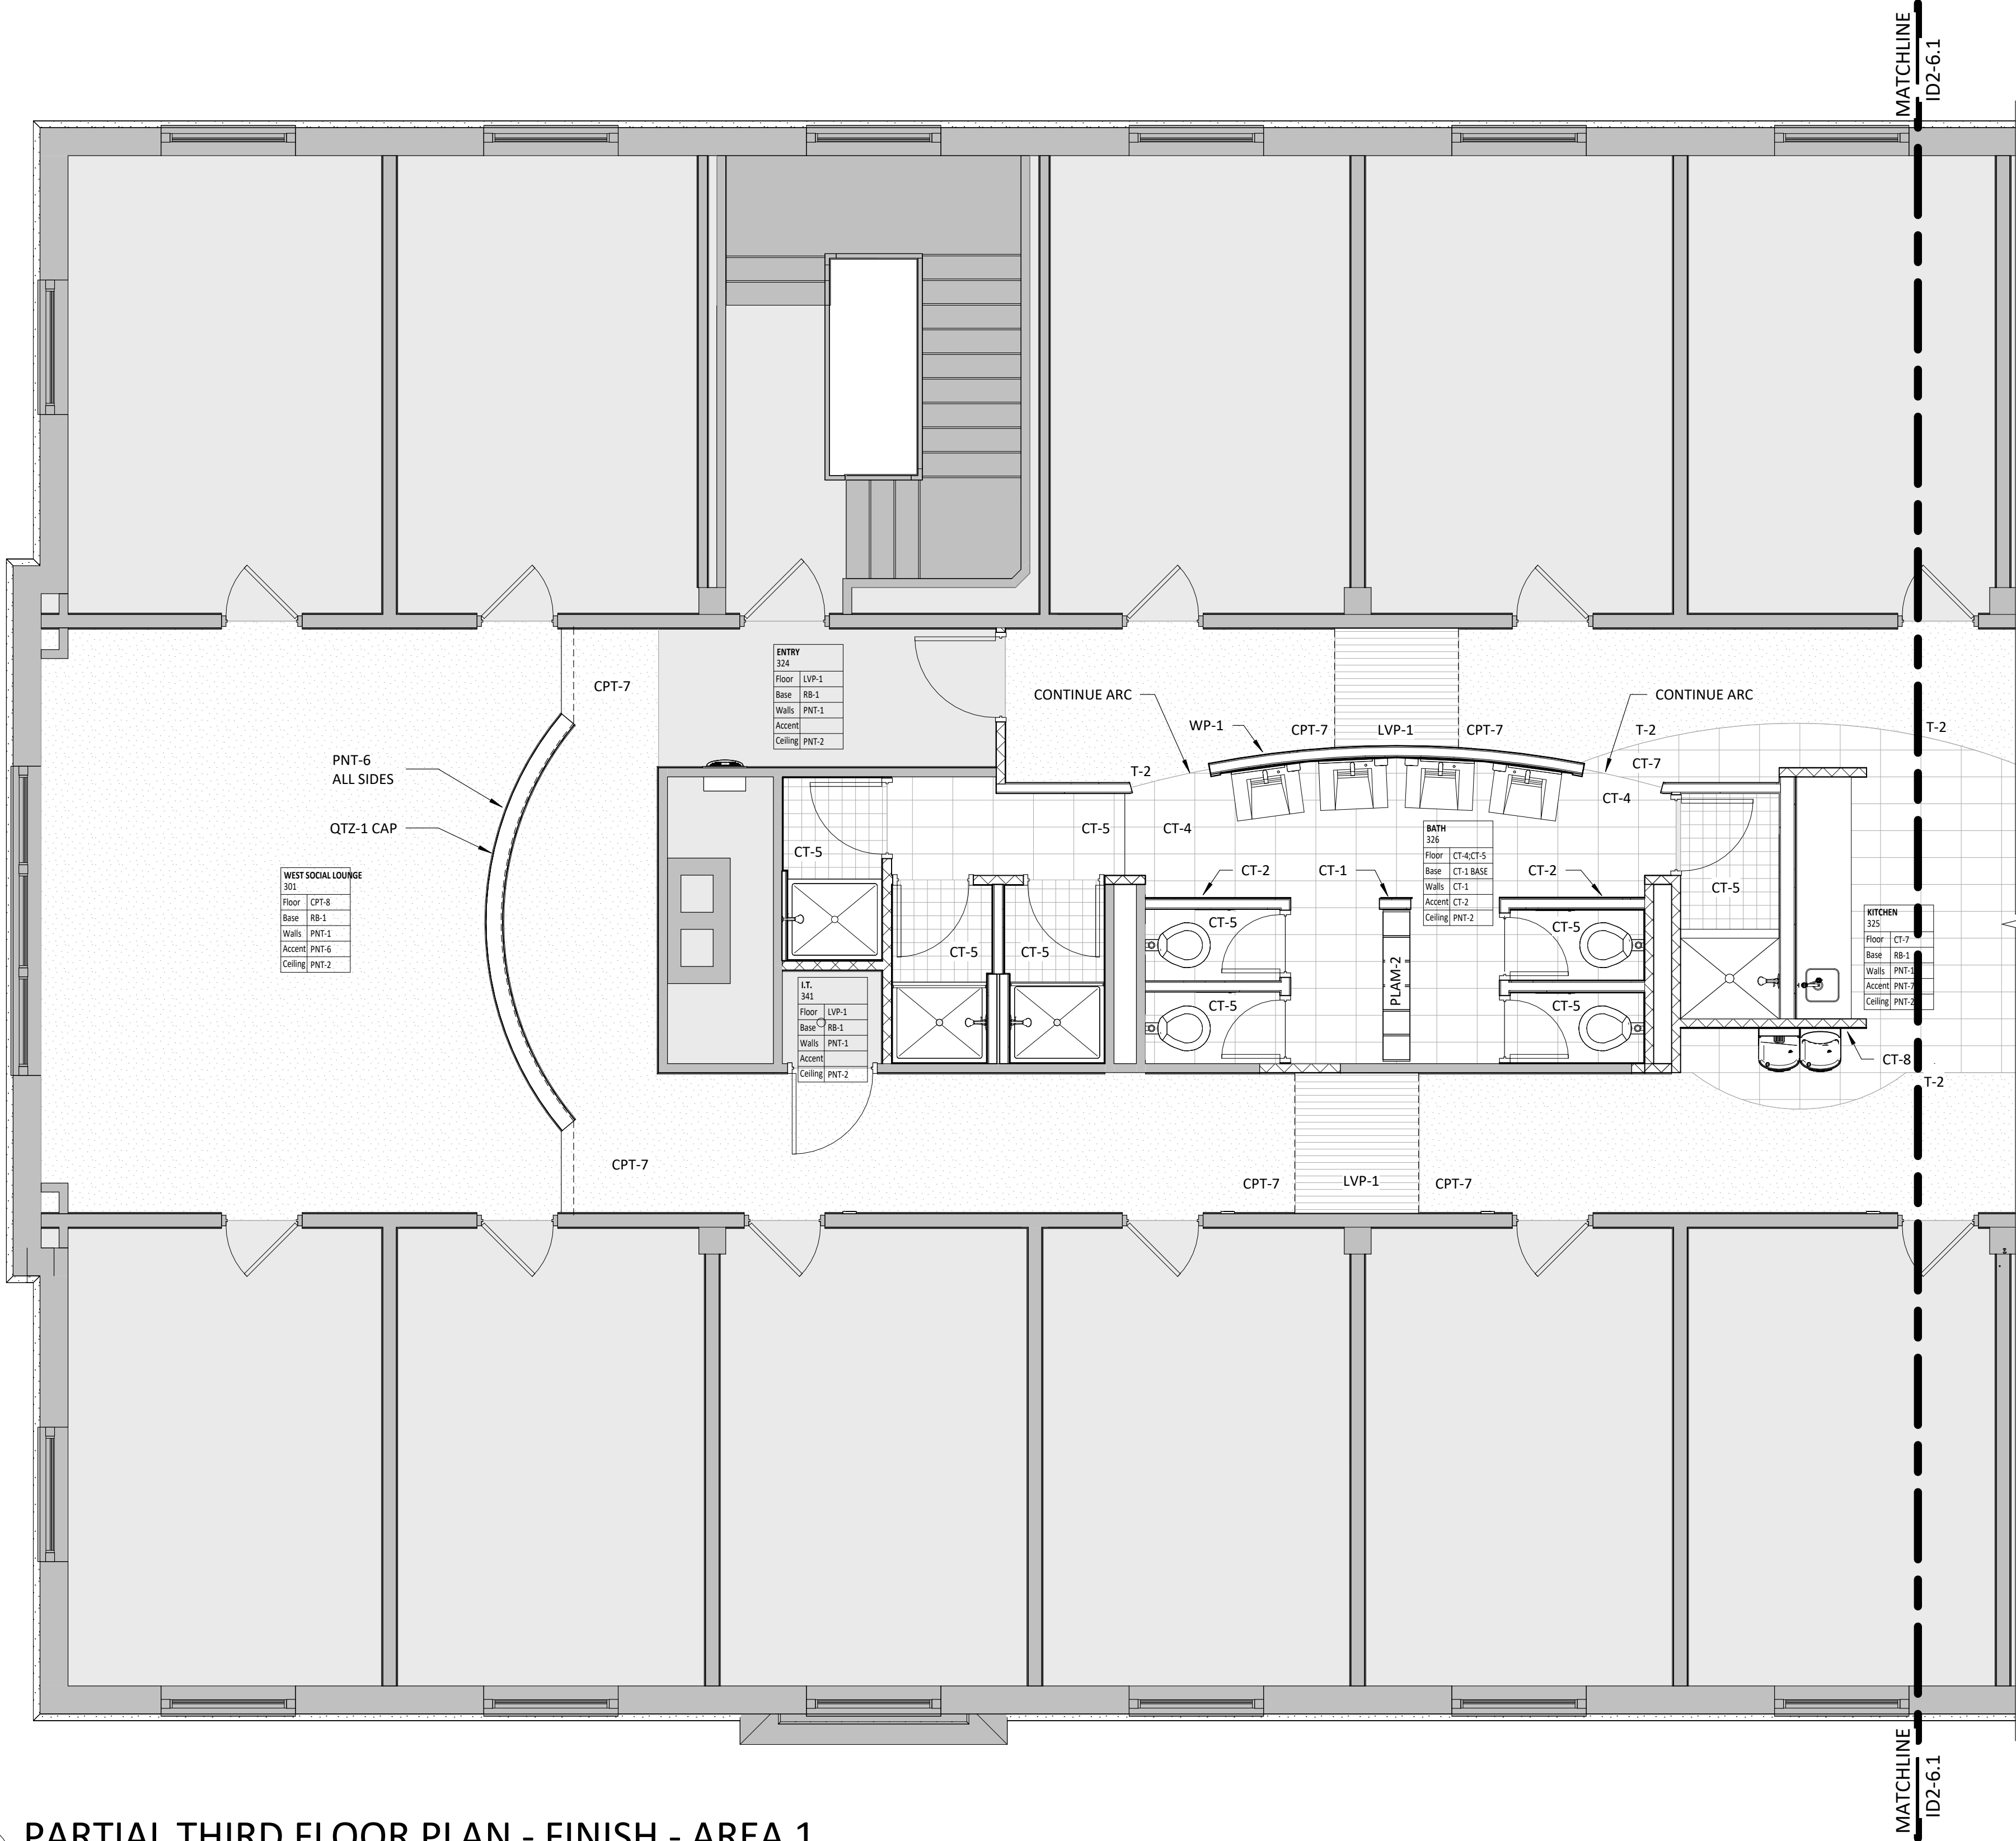 MATCHLINE
ID2-6.1
ENTRY
324
Floor LVP-1
Base RB-1
Walls PNT-1
Accent
Ceiling PNT-2
CPT-7
CONTINUE ARC
CONTINUE ARC
WP-1
CPT-7
LVP-1
CPT-7
T-2
T-2
PNT-6
ALL SIDES
T-2
CT-7
CT-4
QTZ-1 CAP
CT-5
CT-4
BATH
326
Floor CT-4;CT-5
Base CT-1 BASE
Walls CT-1
Accent CT-2
Ceiling PNT-2
CT-5
CT-2
CT-1
CT-2
WEST SOCIAL LOUNGE
301
Floor CPT-8
Base RB-1
Walls PNT-1
Accent PNT-6
Ceiling PNT-2
CT-5
CT-5
CT-5
KITCHEN
325
Floor CT-7
Base RB-1
Walls PNT-1
Accent PNT-7
Ceiling PNT-2
CT-5
CT-5
PLAM-2
I.T.
341
Floor LVP-1
Base RB-1
Walls PNT-1
Accent
Ceiling PNT-2
CT-5
CT-5
CT-8
T-2
CPT-7
CPT-7
LVP-1
CPT-7
MATCHLINE
ID2-6.1
PARTIAL THIRD FLOOR PLAN - FINISH - AREA 1